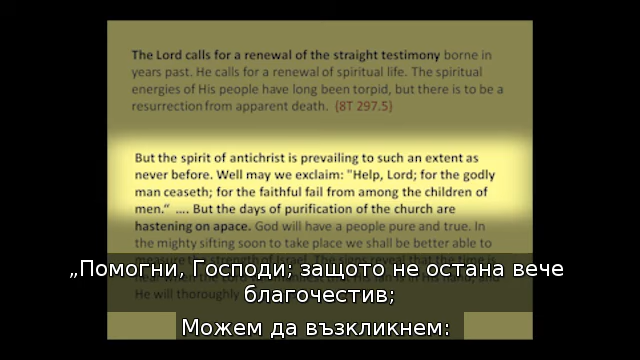 The Lord calls for a renewal of the straight testimony borne in
years past. He calls for a renewal of spiritual life. The spiritual
energies of His people have long been torpid, but there is to be a
resurrection from apparent death. (8T 297.5)
But the spirit of antichrist is prevailing to such an extent as
never before. Well may we exclaim: "Help, Lord; for the godly
man ceaseth; for the faithful fail from among the children of
men.“ …. But the days of purification of the church are
hastening on apace. God will have a people pure and true. In
the mighty sifting soon to take place we shall be better able to
He will thoroughly
„Помогни, Господи; защото не остана вече
благочестив;
Можем да възкликнем: